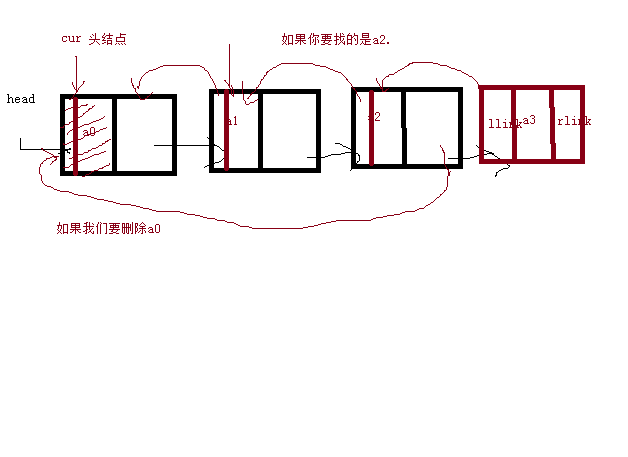 cur 头结点
如果你要找的是a2.
head
a0
a1
a2
llink
a3
rlink
如果我们要删除a0